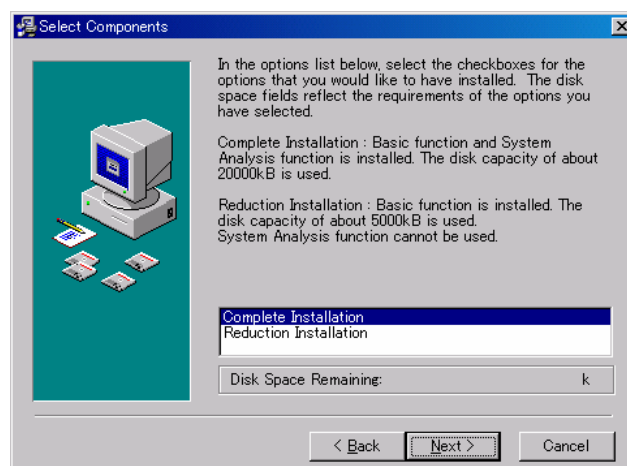 Select Components
In the options list below, select the checkboxes for the
options that you would like to have installed.  The disk
space fields reflect the requirements of the options you
have selected.
Complete Installation : Basic function and System
Analysis function is installed. The disk capacity of about
20000kB is used.
Reduction Installation : Basic function is installed. The
disk capacity of about 5000kB is used.
System Analysis function cannot be used.
Complete Installation
Reduction Installation
Disk Space Remaining: k
< Back Next > Cancel